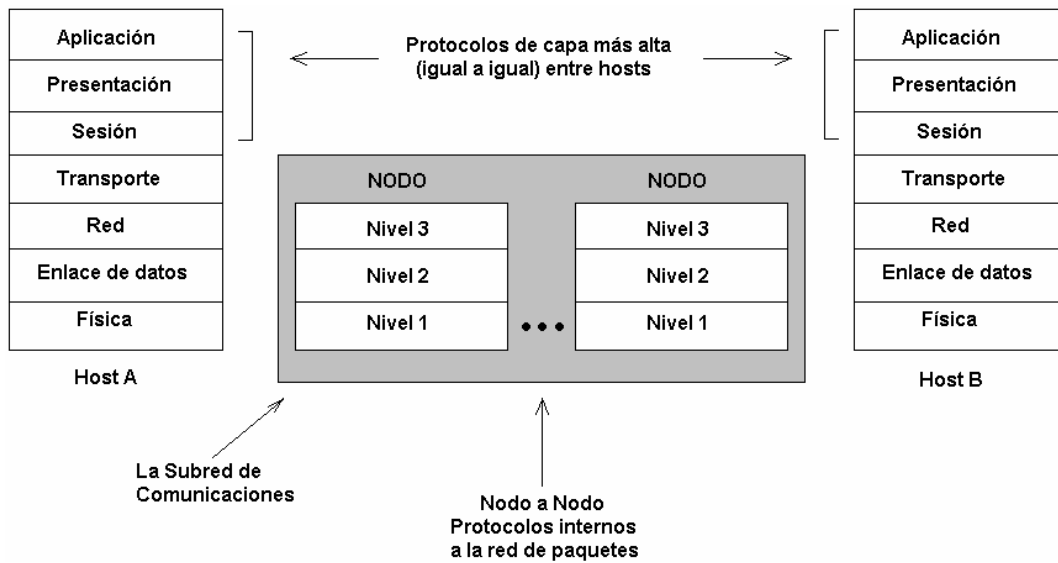 Aplicación
Presentación
Sesión
Transporte
Red
Enlace de datos
Física
Host A
Protocolos de capa más alta
(igual a igual) entre hosts
NODO
Nivel 3
Nivel 2
Nivel 1
NODO
Nivel 3
Nivel 2
Nivel 1
Aplicación
Presentación
Sesión
Transporte
Red
Enlace de datos
Física
Host B
La Subred de
Comunicaciones
Nodo a Nodo
Protocolos internos
a la red de paquetes